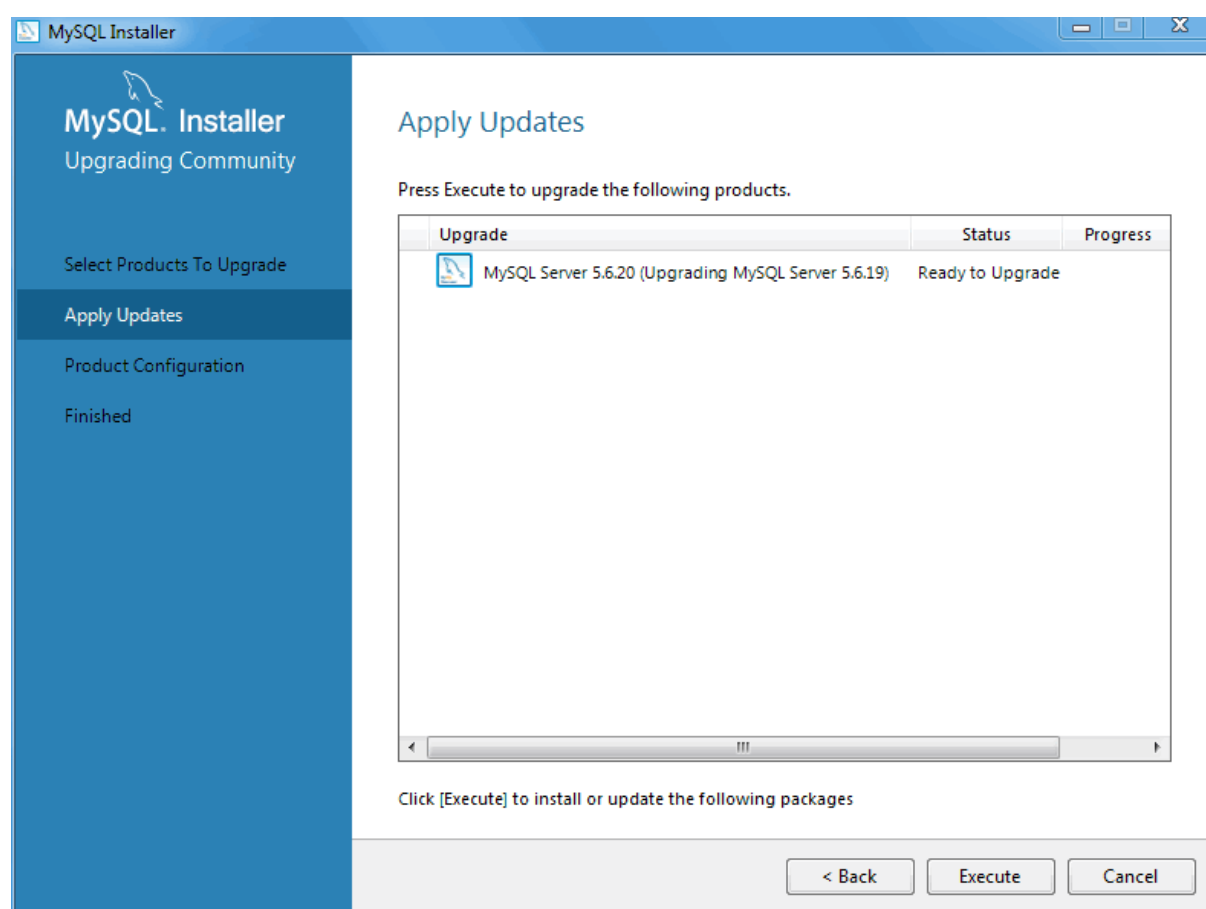 MySQL Installer
MySQL. Installer
Upgrading Community
Select Products To Upgrade
Apply Updates
Product Configuration
Finished
Apply Updates
Press Execute to upgrade the following products.
Upgrade Status Progress
MySQL Server 5.6.20 (Upgrading MySQL Server 5.6.19) Ready to Upgrade
Click [Execute] to install or update the following packages
< Back Execute Cancel